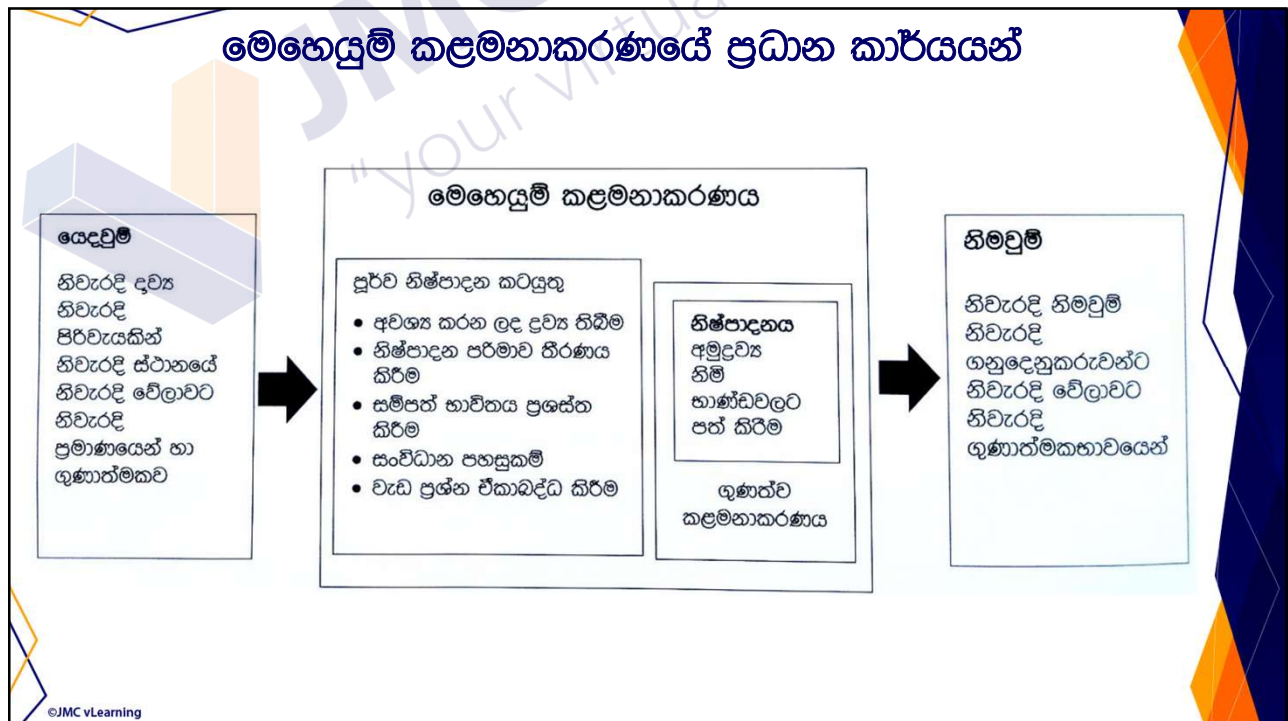 මෙහෙයුම් කළමනාකරණයේ ප්‍රධාන කාර්යයන්
JMC
"your virtua
යෙදවුම්
නිවැරදි ද්‍රව්‍ය
නිවැරදි
පිරිවැයකින්
නිවැරදි ස්ථානයේ
නිවැරදි වේලාවට
නිවැරදි
ප්‍රමාණයෙන් හා
ගුණාත්මකව
මෙහෙයුම් කළමනාකරණය
පූර්ව නිෂ්පාදන කටයුතු
• අවශ්‍ය කරන ලද ද්‍රව්‍ය තිබීම
• නිෂ්පාදන පරිමාව තීරණය
කිරීම
• සම්පත් භාවිතය ප්‍රශස්ත
කිරීම
• සංවිධාන පහසුකම්
• වැඩ ප්‍රශ්න ඒකාබද්ධ කිරීම
නිෂ්පාදනය
අමුද්‍රව්‍ය
නිමි
භාණ්ඩවලට
පත් කිරීම
ගුණත්ව
කළමනාකරණය
නිමවුම්
නිවැරදි නිමවුම්
නිවැරදි
ගනුදෙනුකරුවන්ට
නිවැරදි වේලාවට
නිවැරදි
ගුණාත්මකභාවයෙන්
©JMC vLearning